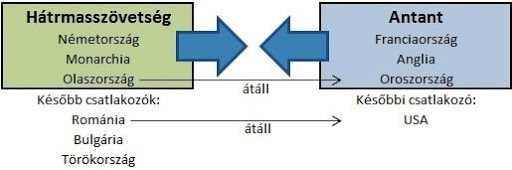 Hátrmasszövetség
Németország
Monarchia
Olaszország
Később csatlakozók:
Románia
Bulgária
Törökország
átáll
átáll
Antant
Franciaország
Anglia
Oroszország
Későbbi csatlakozó:
USA